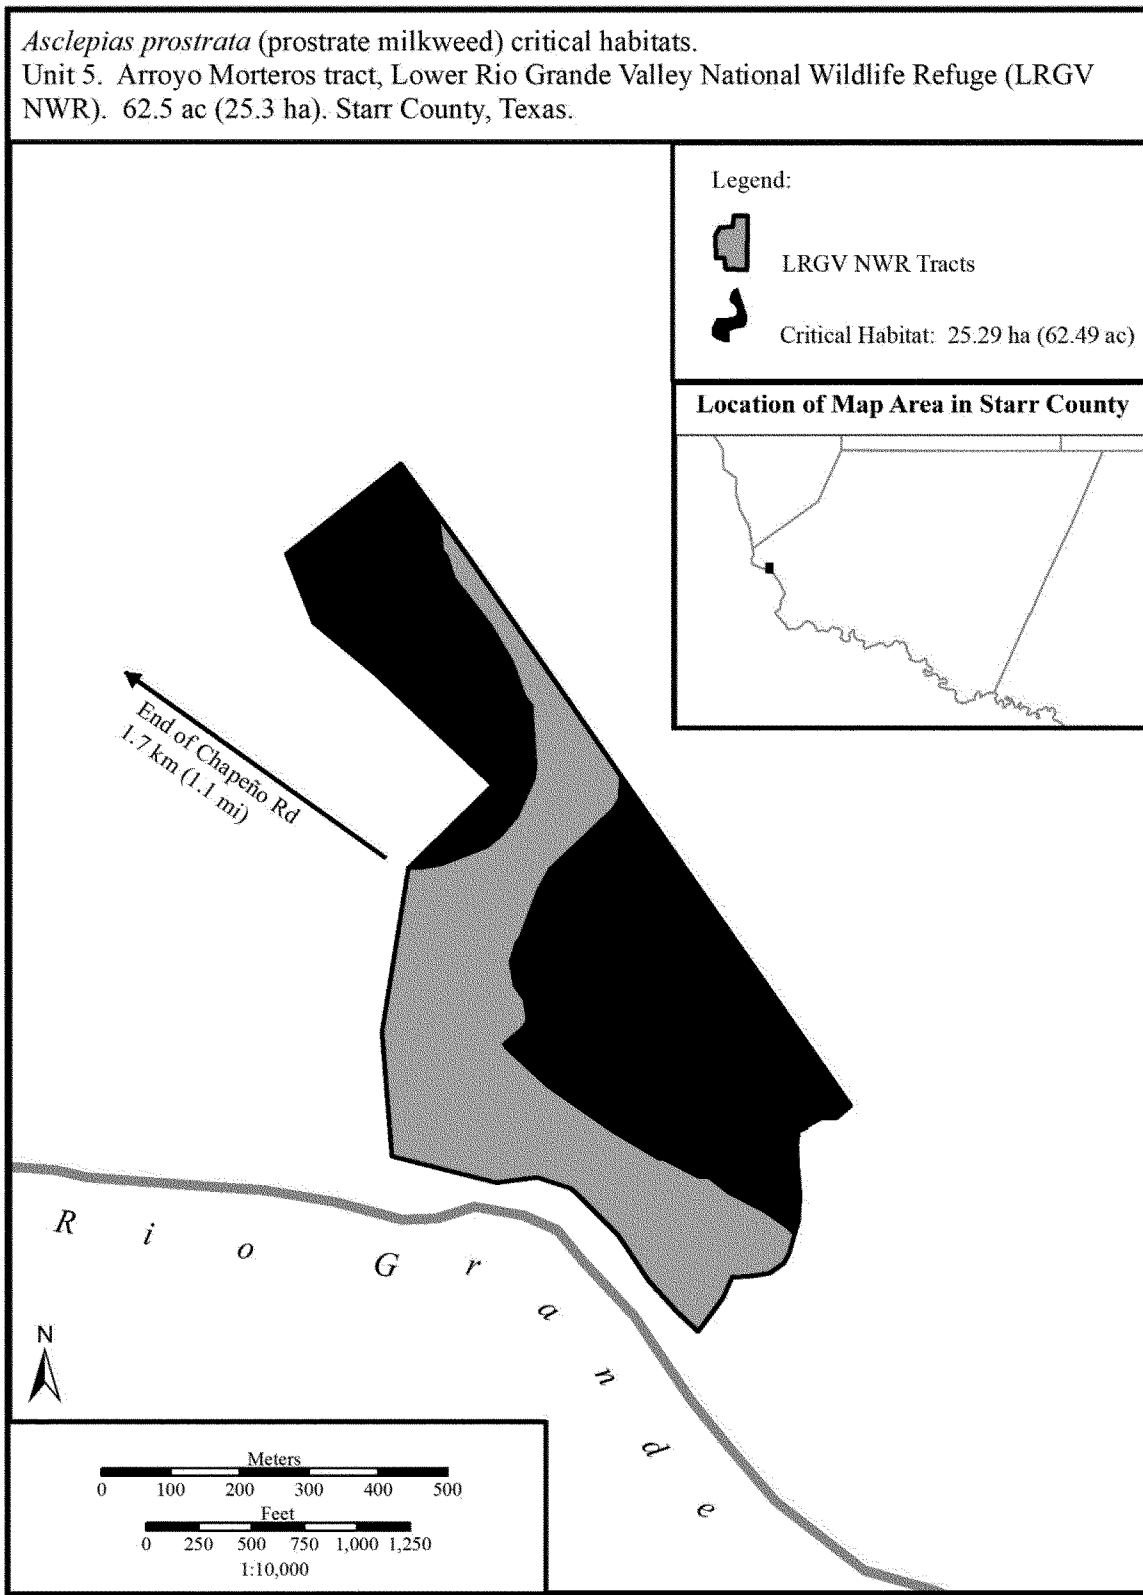 Asclepias prostrata (prostrate milkweed) critical habitats.
Unit 5.  Arroyo Morteros tract, Lower Rio Grande Valley National Wildlife Refuge (LRGV
NWR).  62.5 ac (25.3 ha). Starr County, Texas.
Legend:
LRGV NWR Tracts
Critical Habitat:  25.29 ha (62.49 ac)
Location of Map Area in Starr County
End of Chapeño Rd
1.7 km (1.1 mi)
Rio Grande
N
Meters
0 100 200 300 400 500
Feet
0 250 500 750 1,000 1,250
1:10,000